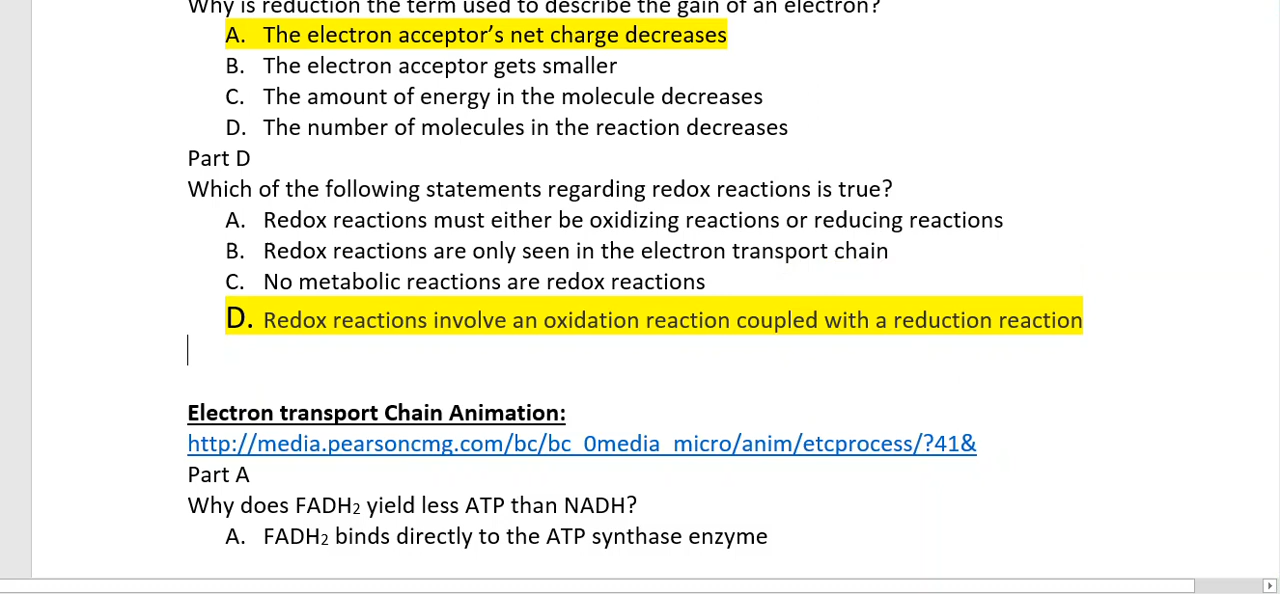 Why is reduction the term used to describe the gain of an electron?
A. The electron acceptor’s net charge decreases
B. The electron acceptor gets smaller
C. The amount of energy in the molecule decreases
D. The number of molecules in the reaction decreases
Part D
Which of the following statements regarding redox reactions is true?
A. Redox reactions must either be oxidizing reactions or reducing reactions
B. Redox reactions are only seen in the electron transport chain
C. No metabolic reactions are redox reactions
D. Redox reactions involve an oxidation reaction coupled with a reduction reaction
Electron transport Chain Animation:
http://media.pearsoncmg.com/bc/bc_0media_micro/anim/etcprocess/?41&
Part A
Why does FADH2 yield less ATP than NADH?
A. FADH2 binds directly to the ATP synthase enzyme